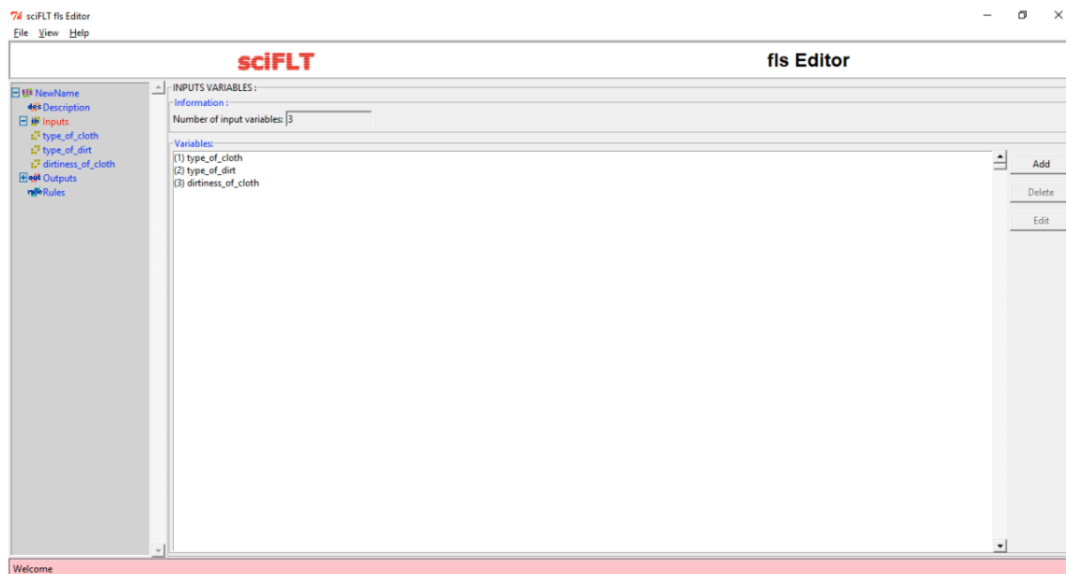 sciFLT fls Editor
File View Help
sciFLT fls Editor
NewName
Description
Inputs
type_of_cloth
type_of_dirt
dirtiness_of_cloth
Outputs
Rules
INPUTS VARIABLES :
Information :
Number of input variables: 3
Variables:
(1) type_of_cloth
(2) type_of_dirt
(3) dirtiness_of_cloth
Add
Delete
Edit
Welcome